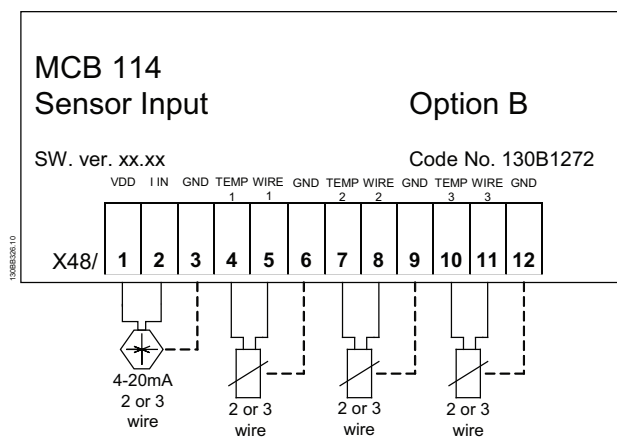 MCB 114
Sensor Input
Option B
SW. ver. xx.xx
Code No. 130B1272
VDD I IN GND TEMP 1 WIRE 1 GND TEMP 2 WIRE 2 GND TEMP 3 WIRE 3 GND
X48/ 1 2 3 4 5 6 7 8 9 10 11 12
130BB326.10
4-20mA
2 or 3
wire
2 or 3
wire
2 or 3
wire
2 or 3
wire